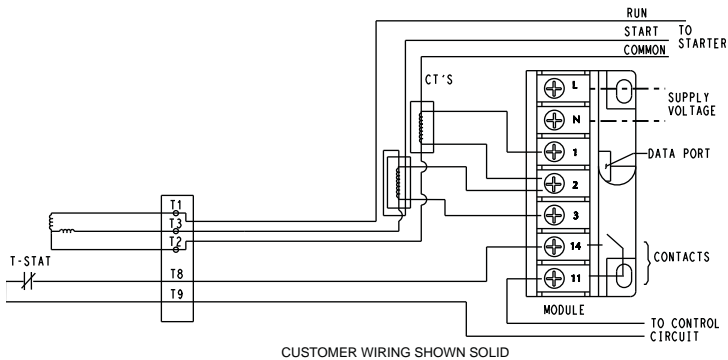 RUN
START
COMMON
TO
STARTER
CT'S
L
N
1
2
3
14
11
SUPPLY
VOLTAGE
DATA PORT
CONTACTS
MODULE
T1
T3
T2
T-STAT
T8
T9
TO CONTROL
CIRCUIT
CUSTOMER WIRING SHOWN SOLID